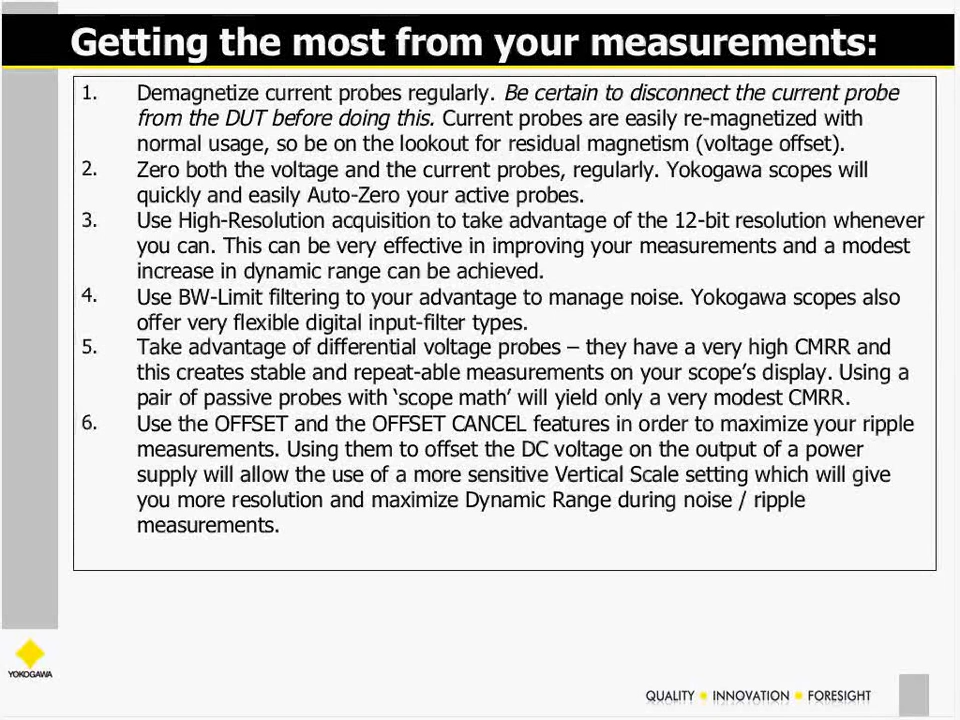 Getting the most from your measurements:
1. Demagnetize current probes regularly. Be certain to disconnect the current probe
from the DUT before doing this. Current probes are easily re-magnetized with
normal usage, so be on the lookout for residual magnetism (voltage offset).
2. Zero both the voltage and the current probes, regularly. Yokogawa scopes will
quickly and easily Auto-Zero your active probes.
3. Use High-Resolution acquisition to take advantage of the 12-bit resolution whenever
you can. This can be very effective in improving your measurements and a modest
increase in dynamic range can be achieved.
4. Use BW-Limit filtering to your advantage to manage noise. Yokogawa scopes also
offer very flexible digital input-filter types.
5. Take advantage of differential voltage probes – they have a very high CMRR and
this creates stable and repeat-able measurements on your scope’s display. Using a
pair of passive probes with ‘scope math’ will yield only a very modest CMRR.
6. Use the OFFSET and the OFFSET CANCEL features in order to maximize your ripple
measurements. Using them to offset the DC voltage on the output of a power
supply will allow the use of a more sensitive Vertical Scale setting which will give
you more resolution and maximize Dynamic Range during noise / ripple
measurements.
YOKOGAWA
QUALITY INNOVATION FORESIGHT